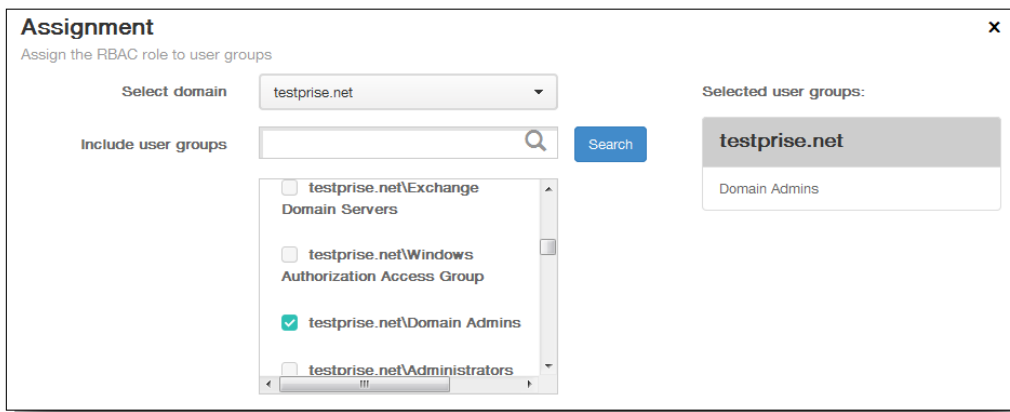 Assignment
Assign the RBAC role to user groups
Select domain
testprise.net
Include user groups
Search
testprise.net\Exchange
Domain Servers
testprise.net\Windows
Authorization Access Group
testprise.net\Domain Admins
testprise.net\Administrators
Selected user groups:
testprise.net
Domain Admins